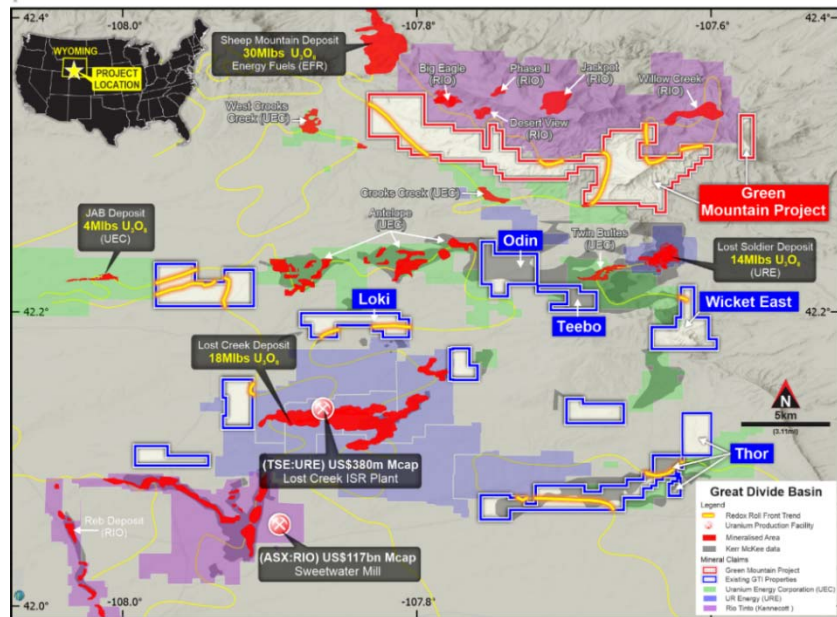 42.4°
-108.0°
-107.8°
-107.6°
42.4°
WYOMING
PROJECT
LOCATION
Sheep Mountain Deposit
30Mlbs U₃O₈
Energy Fuels (EFR)
Big Eagle
(RIO)
Phase II
(RIO)
Jackpot
(RIO)
Willow Creek
(RIO)
Desert View
(RIO)
West Crooks
Creek (UEC)
Crooks Creek (UEC)
Green
Mountain Project
JAB Deposit
4Mlbs U₃O₈
(UEC)
Antelope
(UEC)
Odin
Twin Buttes
(UEC)
Lost Soldier Deposit
14Mlbs U₃O₈
(URE)
42.2°
42.2°
Loki
Teebo
Wicket East
Lost Creek Deposit
18Mlbs U₃O₈
N
5km
(3.11mi)
(TSE:URE) US$380m Mcap
Lost Creek ISR Plant
Thor
Reb Deposit
(RIO)
(ASX:RIO) US$117bn Mcap
Sweetwater Mill
Great Divide Basin
Legend
Redox Roll Front Trend
Uranium Production Facility
Mineralised Area
Kerr McKee data
Mineral Claims
Green Mountain Project
Existing GTI Properties
Uranium Energy Corporation (UEC)
UR Energy (URE)
Rio Tinto (Kennecott )
42.0°
-108.0°
-107.8°